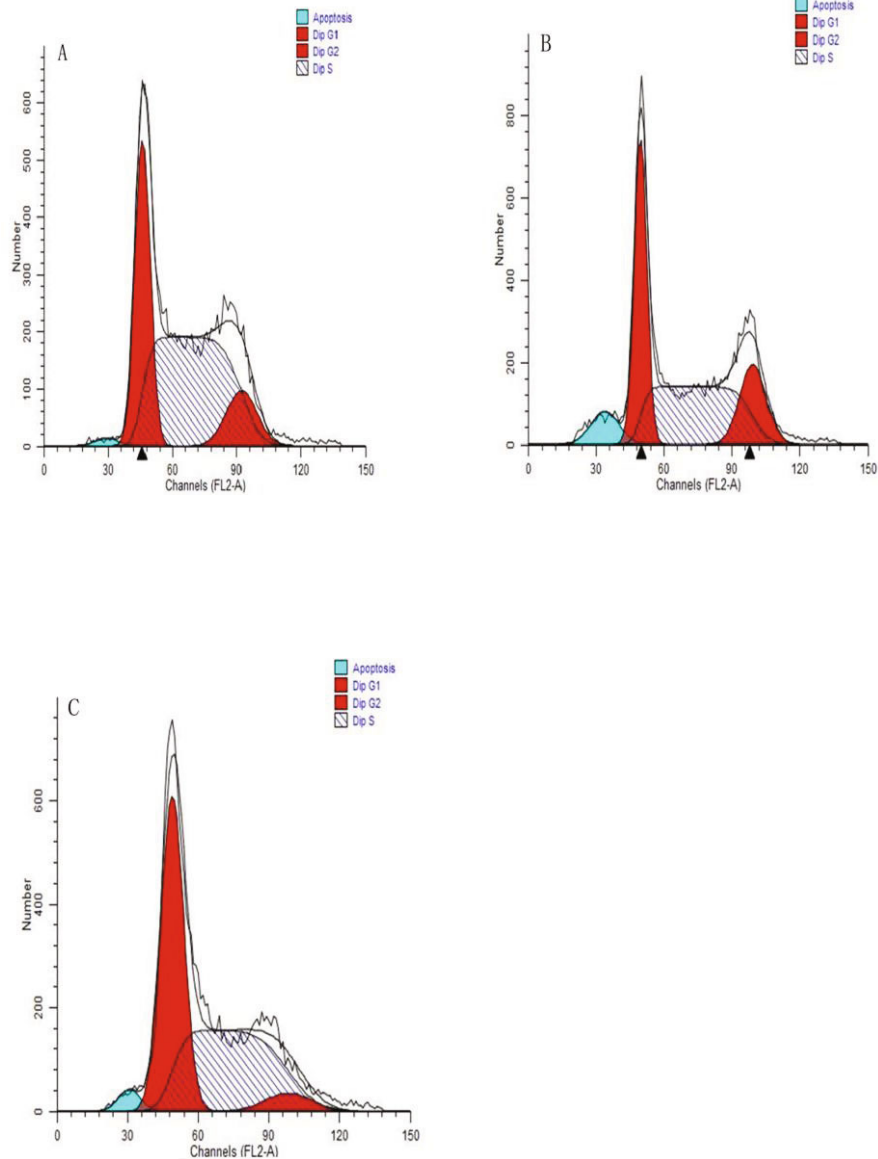 A
Apoptosis
Dip G1
Dip G2
Dip S
Number
0 100 200 300 400 500 600
0 30 60 90 120 150
Channels (FL2-A)
B
Apoptosis
Dip G1
Dip G2
Dip S
Number
0 200 400 600 800
0 30 60 90 120 150
Channels (FL2-A)
C
Apoptosis
Dip G1
Dip G2
Dip S
Number
0 200 400 600
0 30 60 90 120 150
Channels (FL2-A)